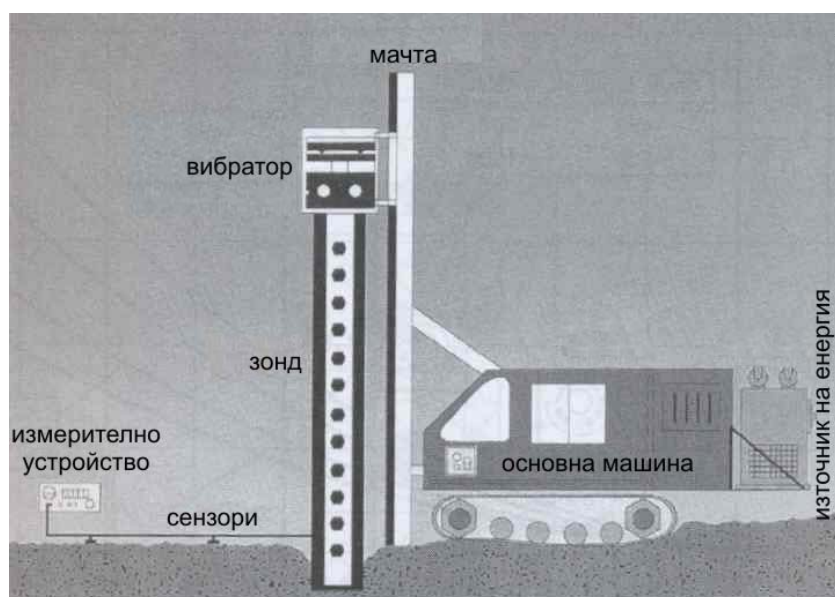 мачта
вибратор
зонд
измерително
устройство
сензори
основна машина
източник на енергия